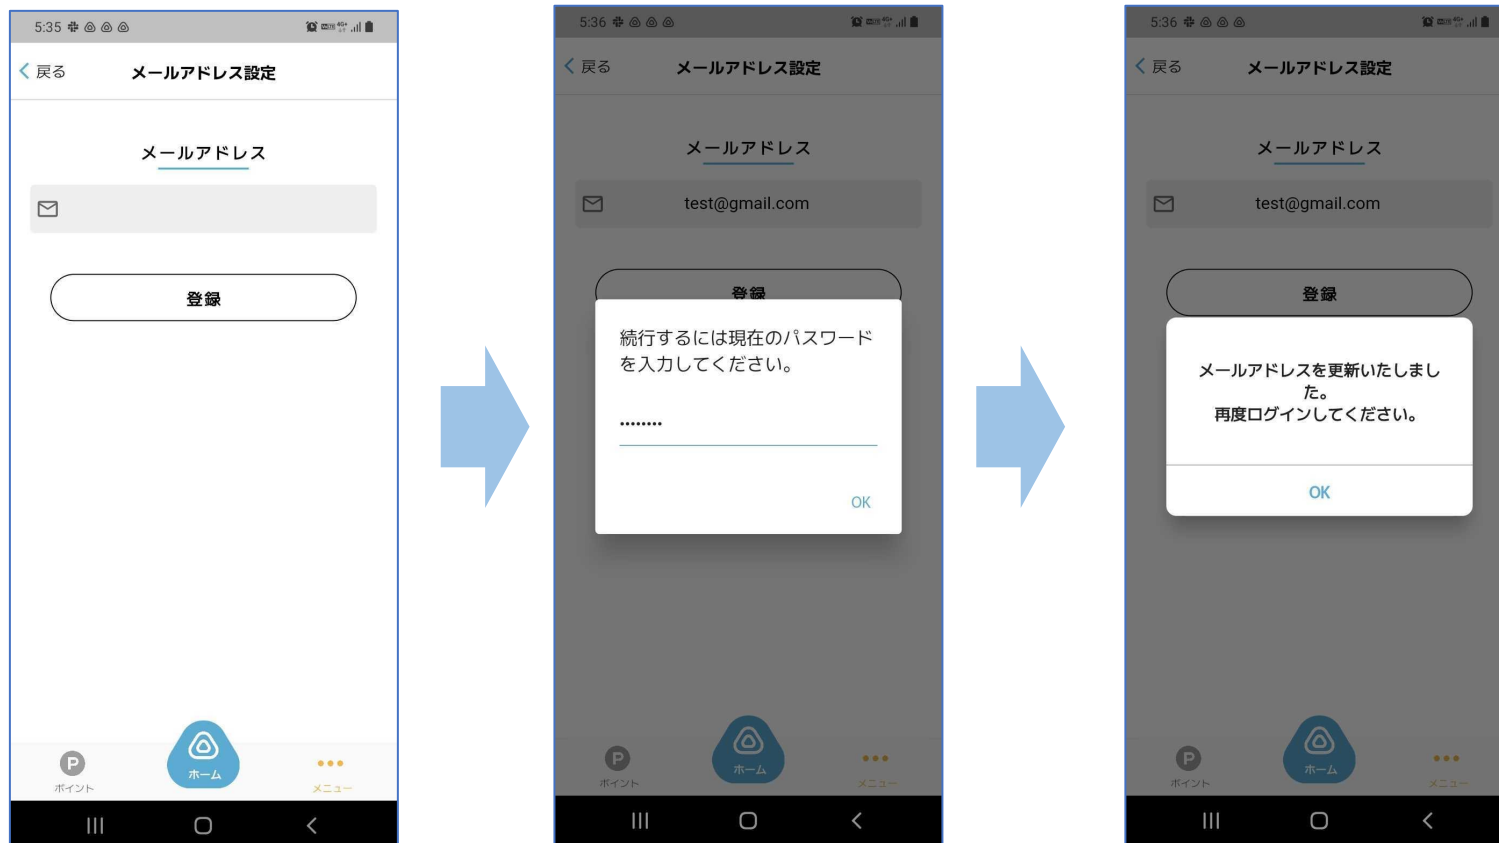 5:35
戻る
メールアドレス設定
メールアドレス
登録
P
ポイント
ホーム
メニュー
5:36
戻る
メールアドレス設定
メールアドレス
test@gmail.com
登録
続行するには現在のパスワード
を入力してください。
........
OK
P
ポイント
ホーム
メニュー
5:36
戻る
メールアドレス設定
メールアドレス
test@gmail.com
登録
メールアドレスを更新いたしまし
た。
再度ログインしてください。
OK
P
ポイント
ホーム
メニュー